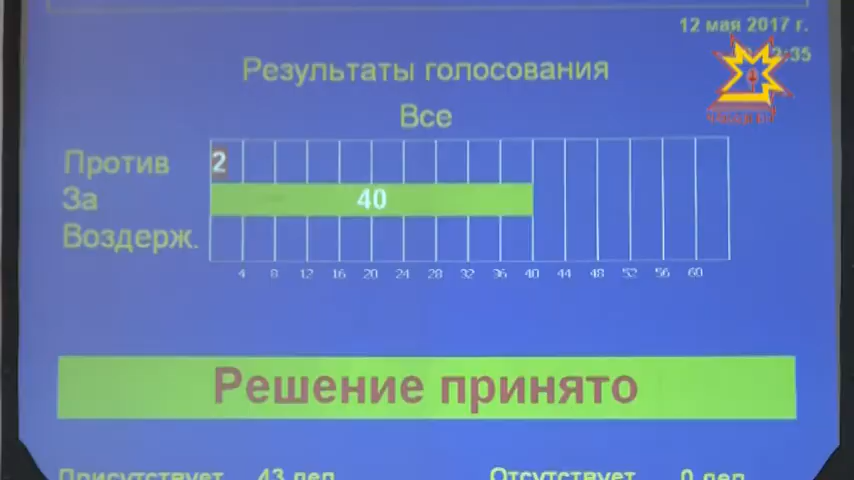 12 мая 2017 г.
Результаты голосования
Все
Против 2
За 40
Воздерж.
4 8 12 16 20 24 28 32 36 40 44 48 52 56 60
Решение принято
Присутствует 43 деп. Отсутствует 0 деп.